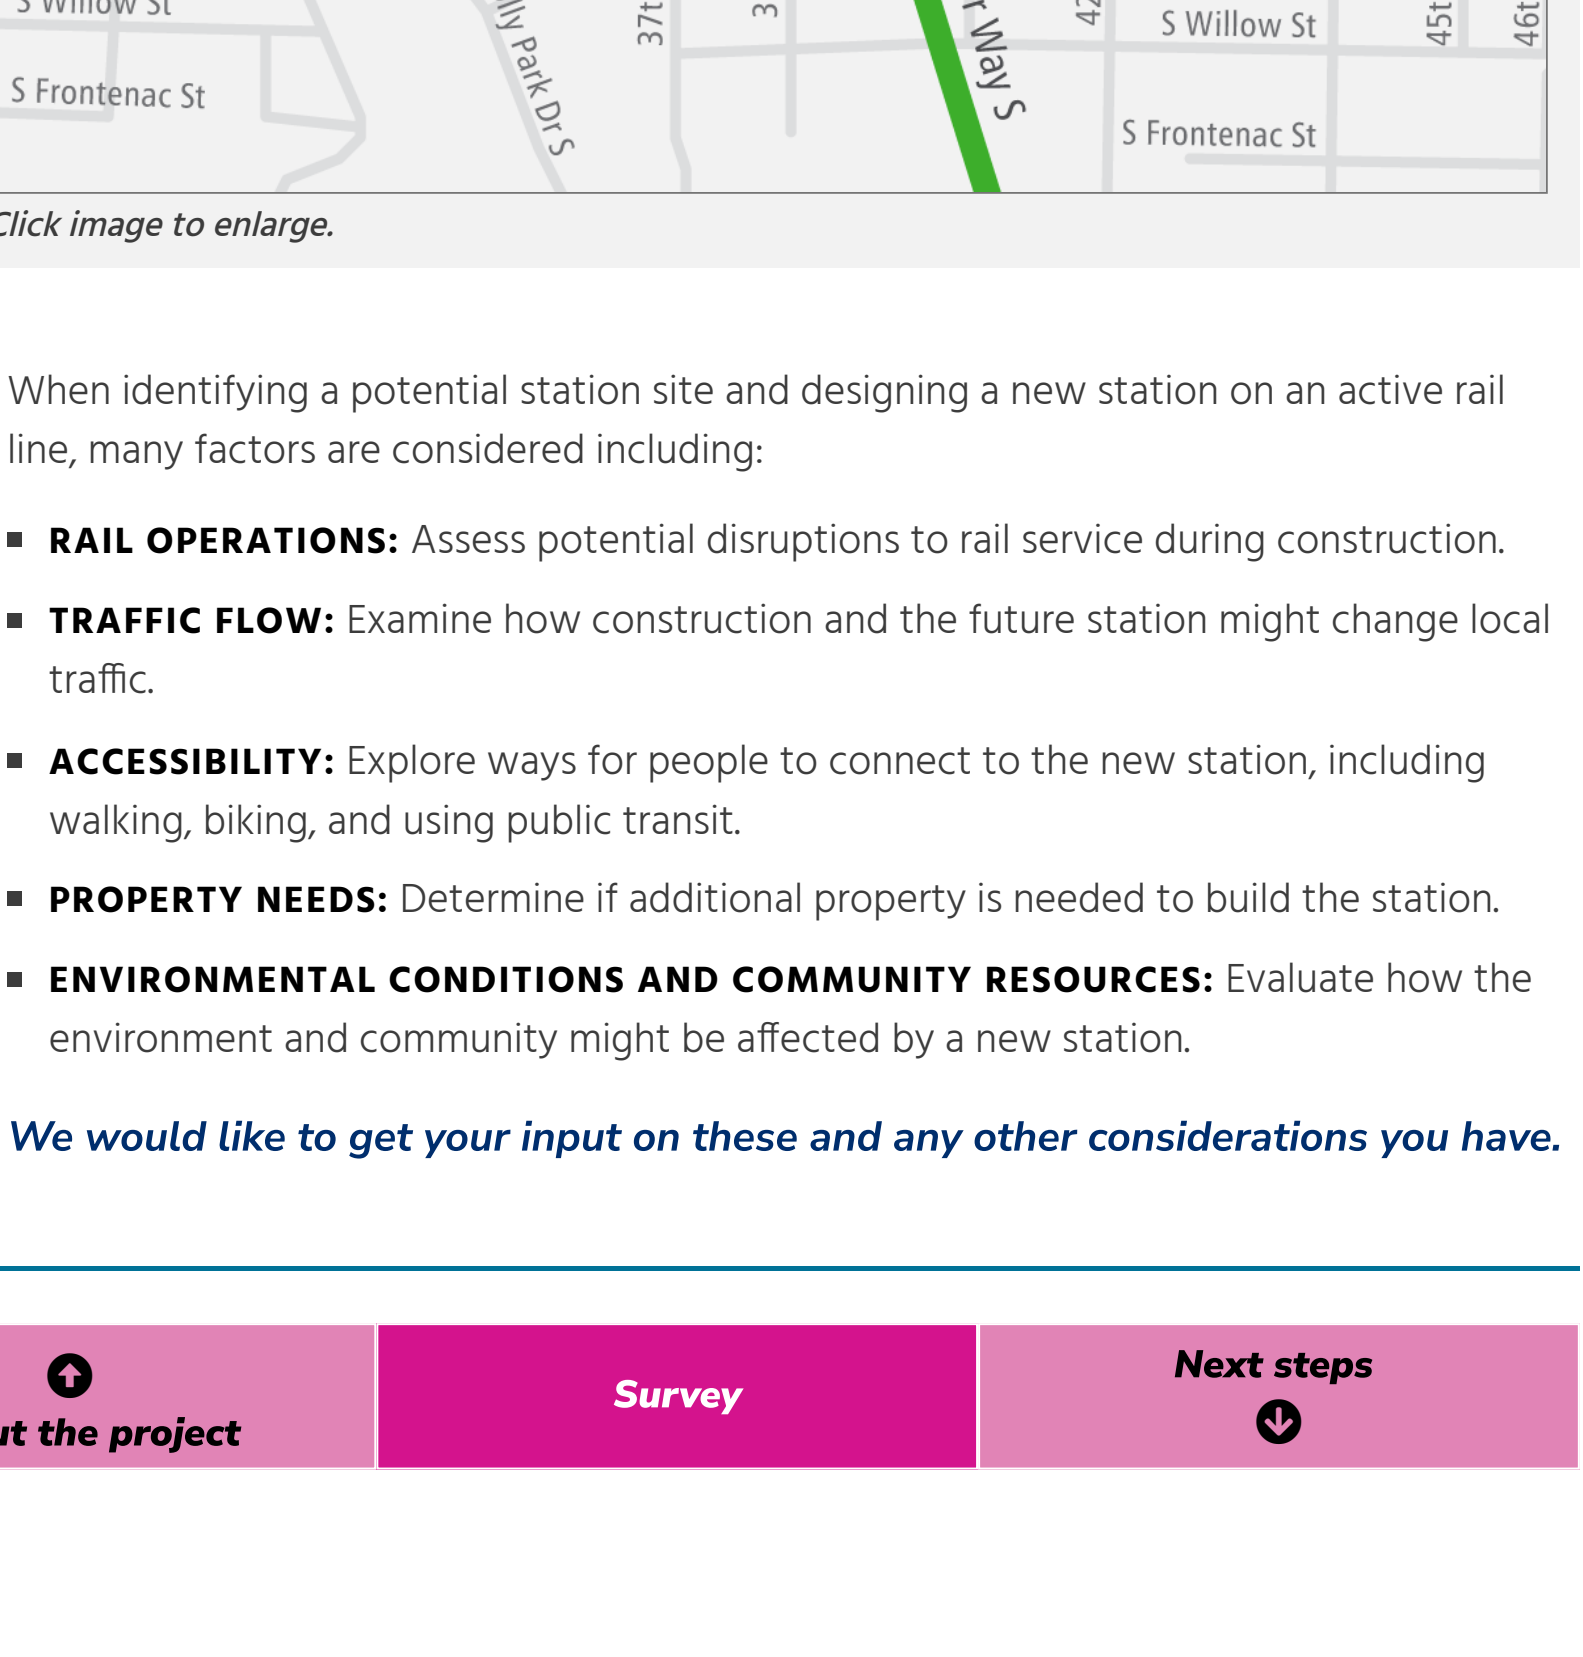 S Willow St
Park Dr S
Way S
S Willow St
S Frontenac St
S Frontenac St
Click image to enlarge.
When identifying a potential station site and designing a new station on an active rail
line, many factors are considered including:
RAIL OPERATIONS: Assess potential disruptions to rail service during construction.
TRAFFIC FLOW: Examine how construction and the future station might change local
traffic.
ACCESSIBILITY: Explore ways for people to connect to the new station, including
walking, biking, and using public transit.
PROPERTY NEEDS: Determine if additional property is needed to build the station.
ENVIRONMENTAL CONDITIONS AND COMMUNITY RESOURCES: Evaluate how the
environment and community might be affected by a new station.
We would like to get your input on these and any other considerations you have.
the project
Survey
Next steps